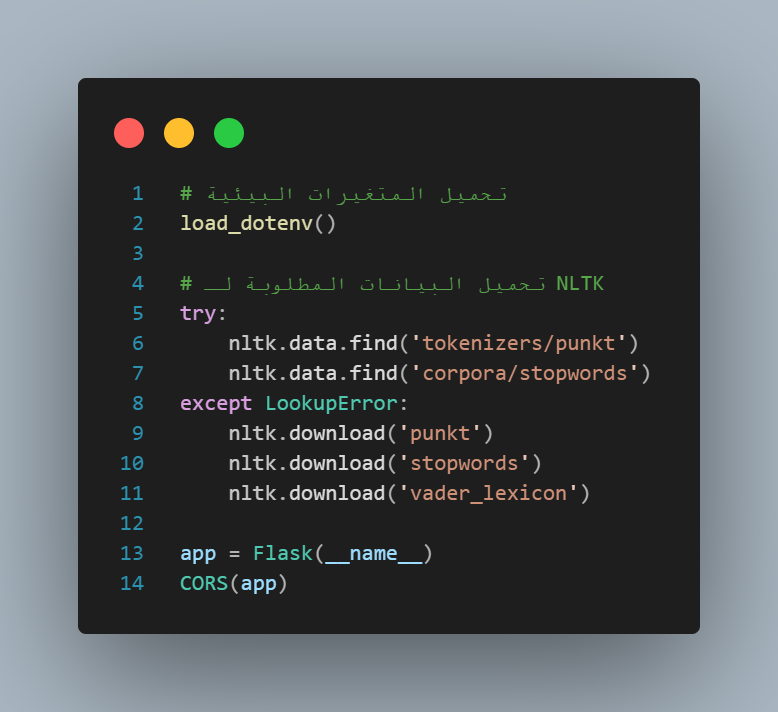 1 # تحميل المتغيرات البيئية
2 load_dotenv()
3
4 # تحميل البيانات المطلوبة لـ NLTK
5 try:
6     nltk.data.find('tokenizers/punkt')
7     nltk.data.find('corpora/stopwords')
8 except LookupError:
9     nltk.download('punkt')
10     nltk.download('stopwords')
11     nltk.download('vader_lexicon')
12
13 app = Flask(__name__)
14 CORS(app)